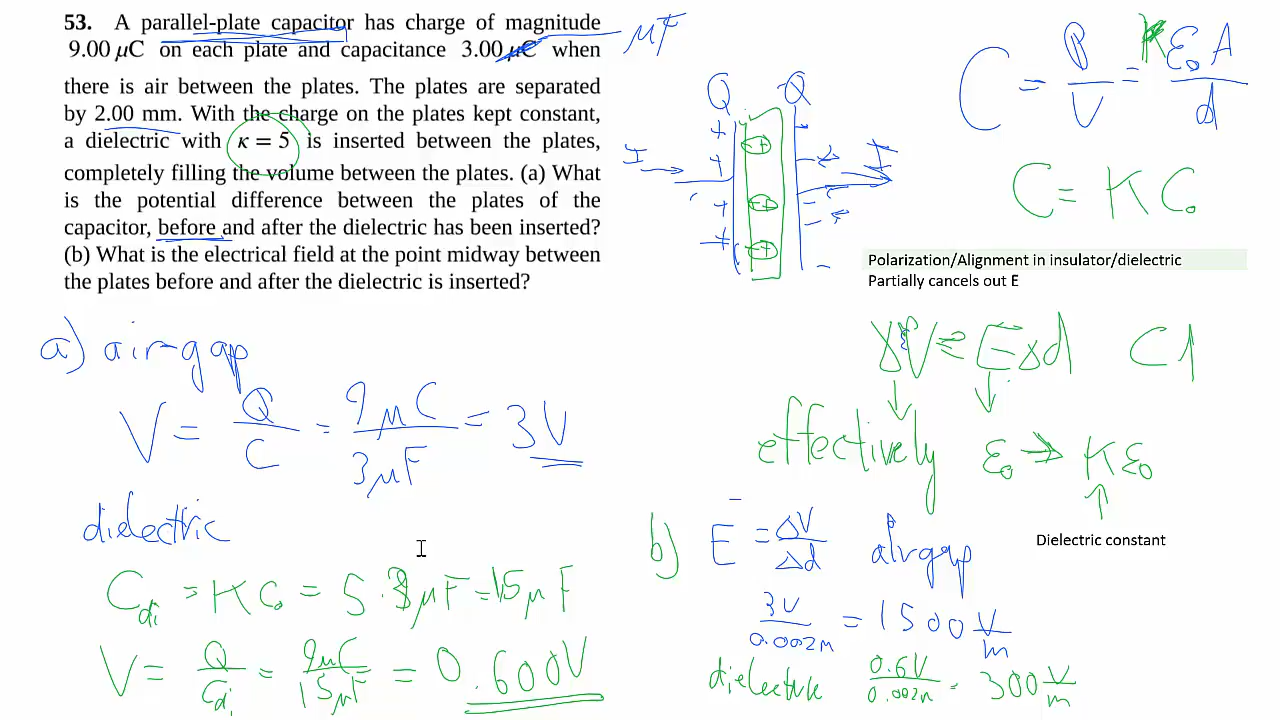 53. A parallel-plate capacitor has charge of magnitude
9.00 μC on each plate and capacitance 3.00 μC when
there is air between the plates. The plates are separated
by 2.00 mm. With the charge on the plates kept constant,
a dielectric with κ = 5 is inserted between the plates,
completely filling the volume between the plates. (a) What
is the potential difference between the plates of the
capacitor, before and after the dielectric has been inserted?
(b) What is the electrical field at the point midway between
the plates before and after the dielectric is inserted?
μF
Q Q
I I
C = Q/V = Kε₀A/d
C = K C₀
Polarization/Alignment in insulator/dielectric
Partially cancels out E
V = E Δd C↑
effectively ε₀ → Kε₀
Dielectric constant
a) air-gap
V = Q/C = 9μC/3μF = 3V
dielectric
C_di = K C₀ = 5·3μF = 15μF
V = Q/C_di = 9μC/15μF = 0.600V
b) E = ΔV/Δd air gap
3V/0.002m = 1500 V/m
dielectric 0.6V/0.002m = 300 V/m